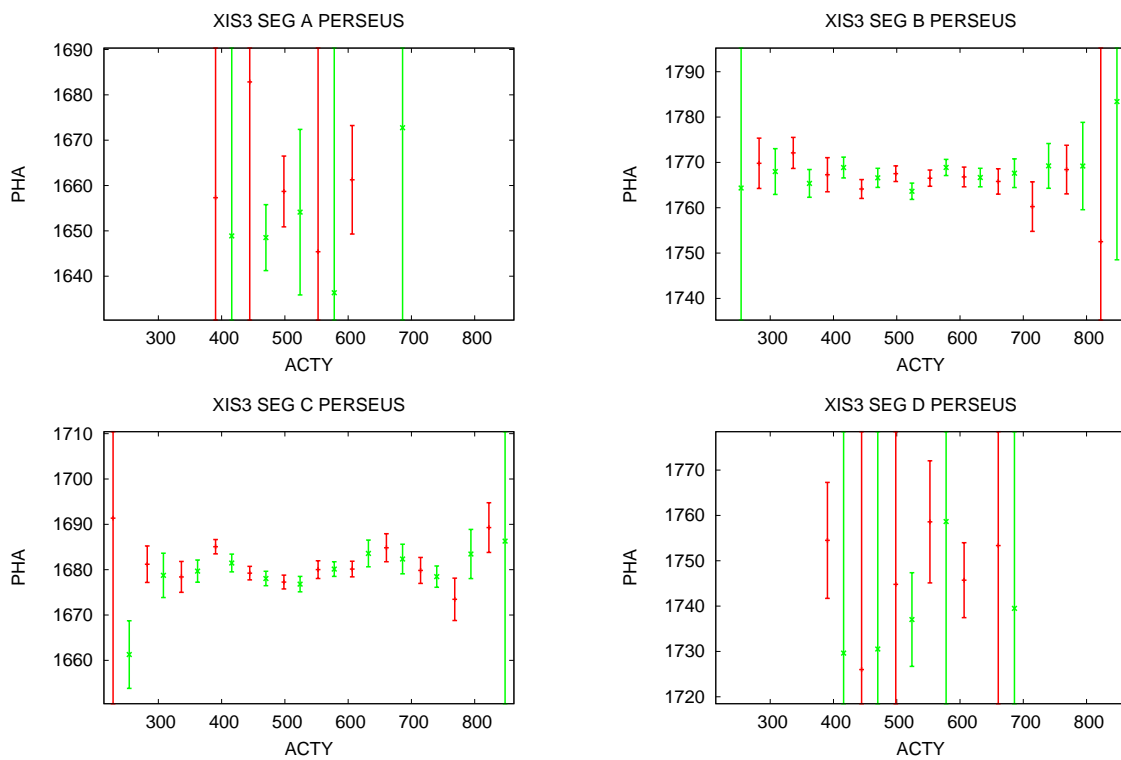 XIS3 SEG A PERSEUS
PHA
1690
1680
1670
1660
1650
1640
300 400 500 600 700 800
ACTY
XIS3 SEG B PERSEUS
PHA
1790
1780
1770
1760
1750
1740
300 400 500 600 700 800
ACTY
XIS3 SEG C PERSEUS
PHA
1710
1700
1690
1680
1670
1660
300 400 500 600 700 800
ACTY
XIS3 SEG D PERSEUS
PHA
1770
1760
1750
1740
1730
1720
300 400 500 600 700 800
ACTY